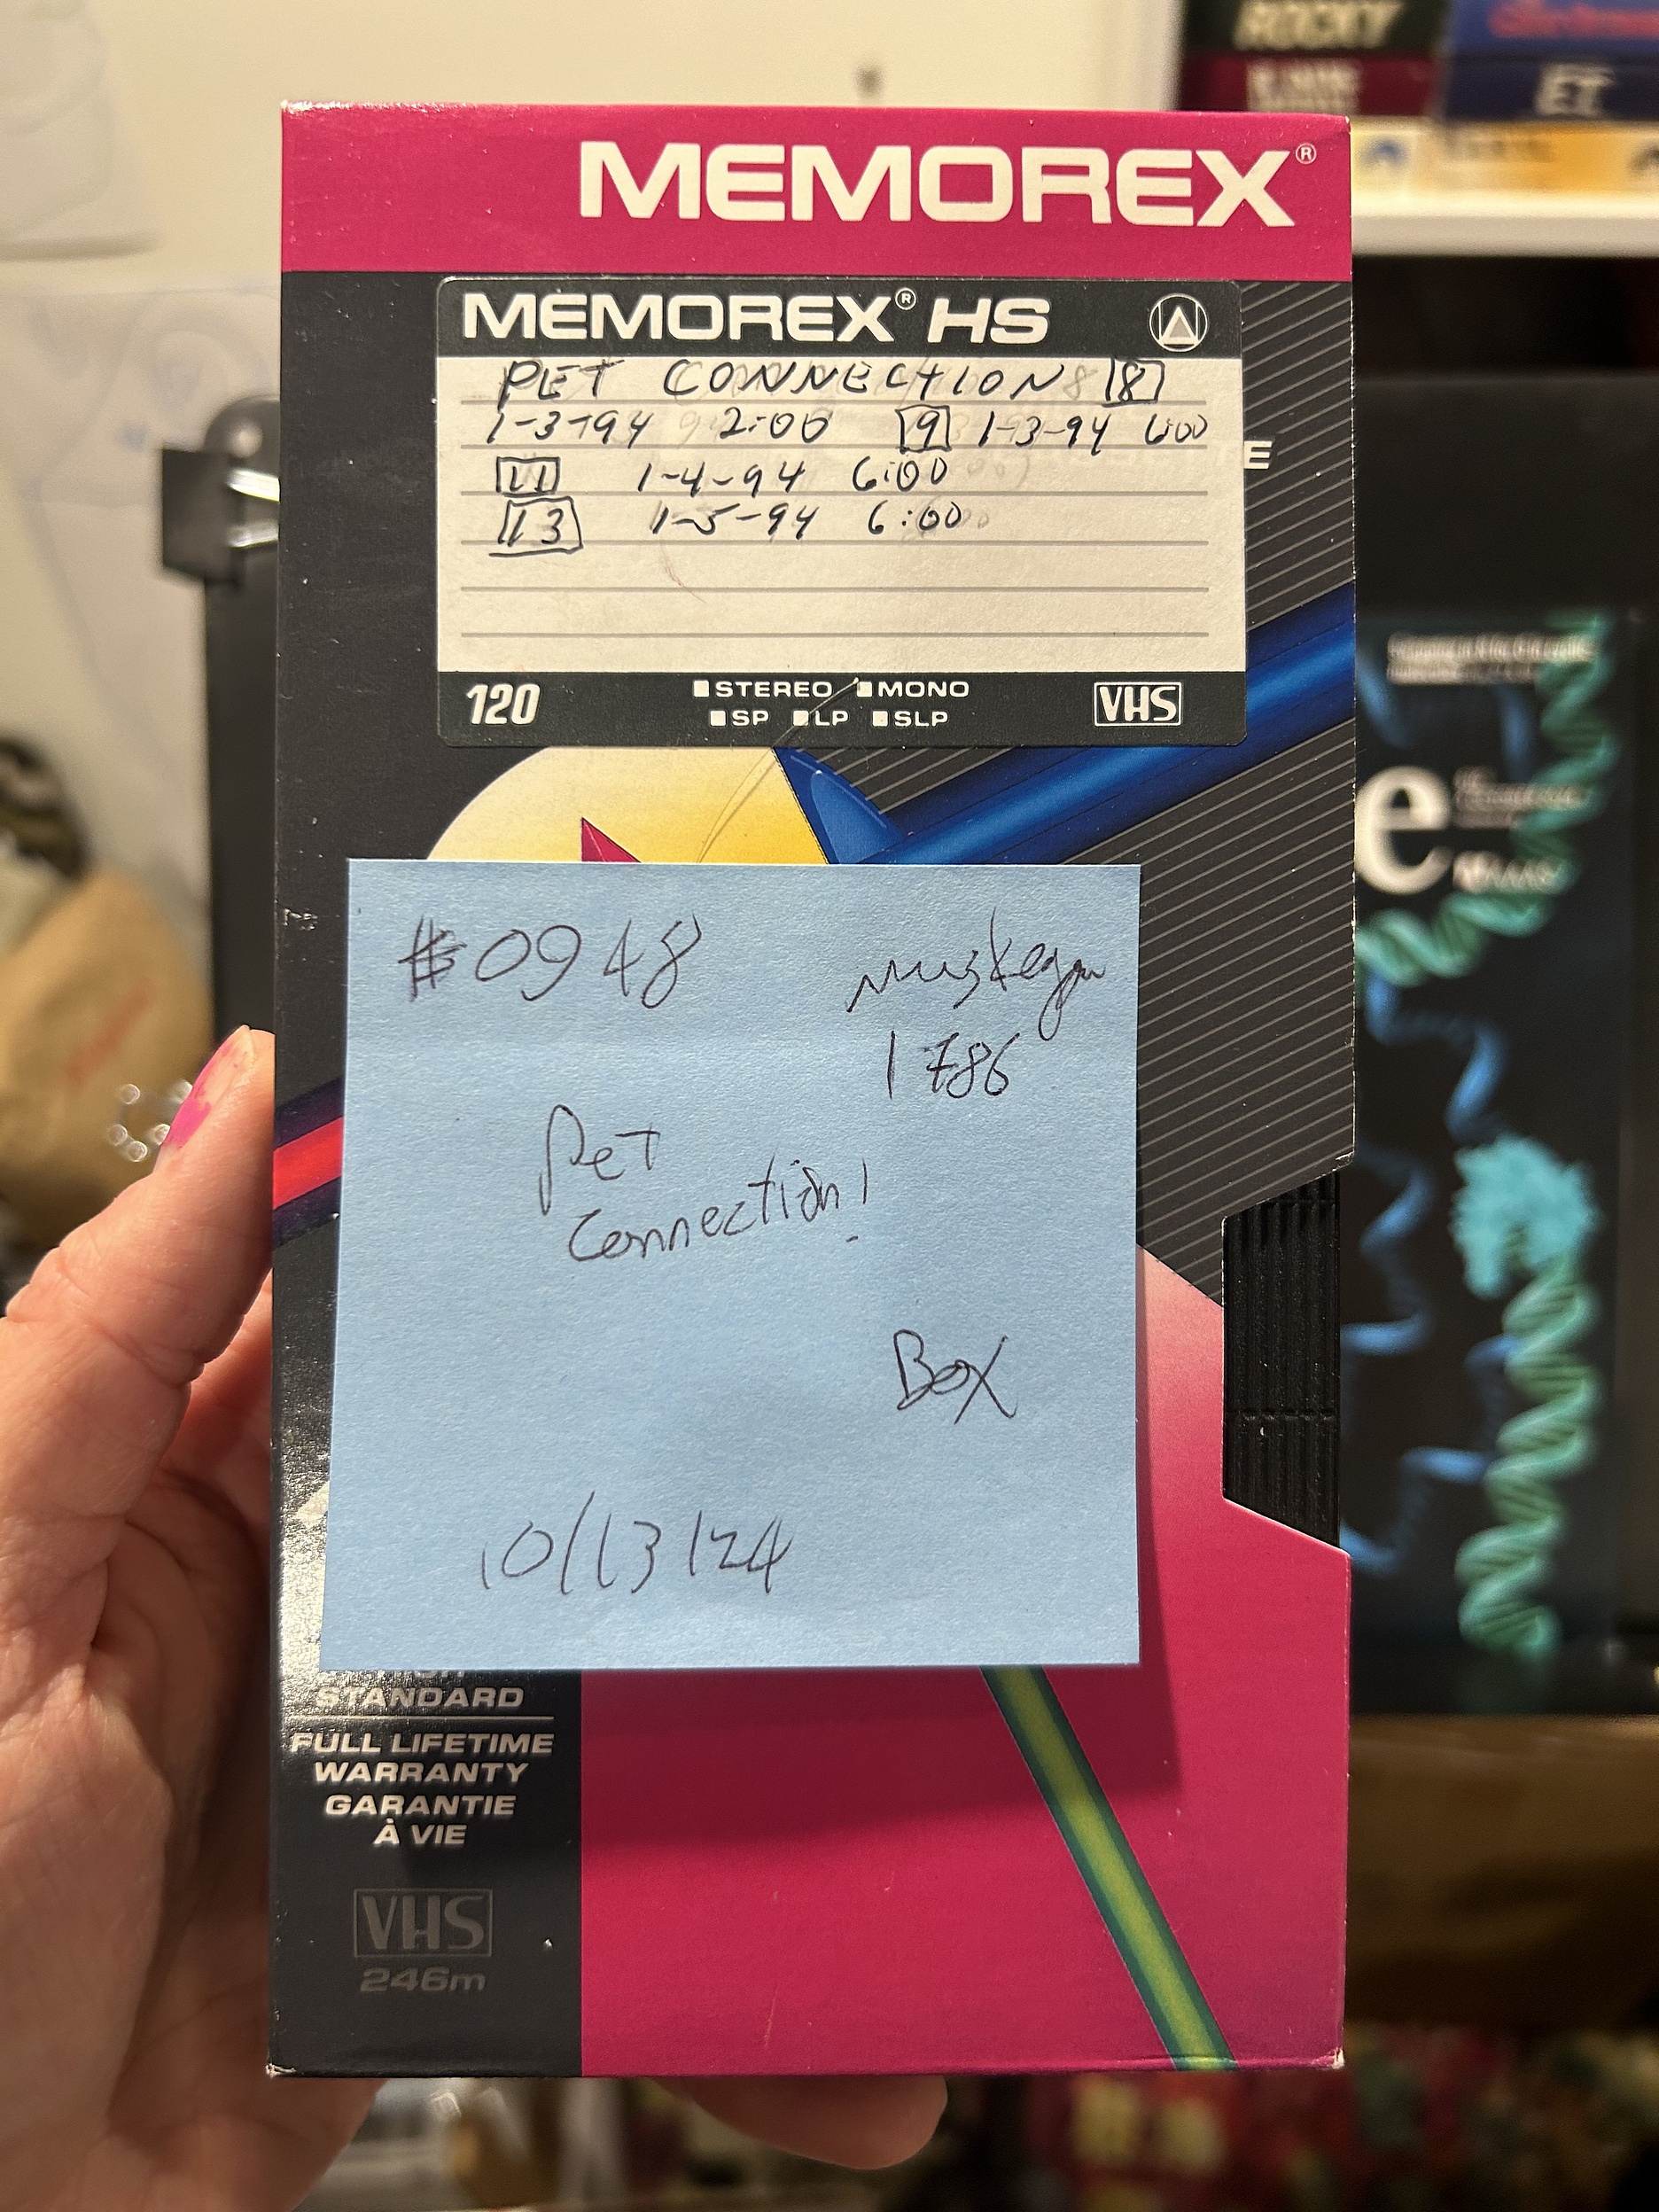 ROCKY
ET
MEMOREX®
MEMOREX® HS
PET CONNECTION [8]
1-3-94 2:00 [9] 1-3-94 6:00
[11] 1-4-94 6:00
[13] 1-5-94 6:00
E
120
STEREO MONO
SP LP SLP
VHS
e
#0948
Muskegon
1786
Pet
Connection!
Box
10/13/24
STANDARD
FULL LIFETIME
WARRANTY
GARANTIE
À VIE
VHS
246m